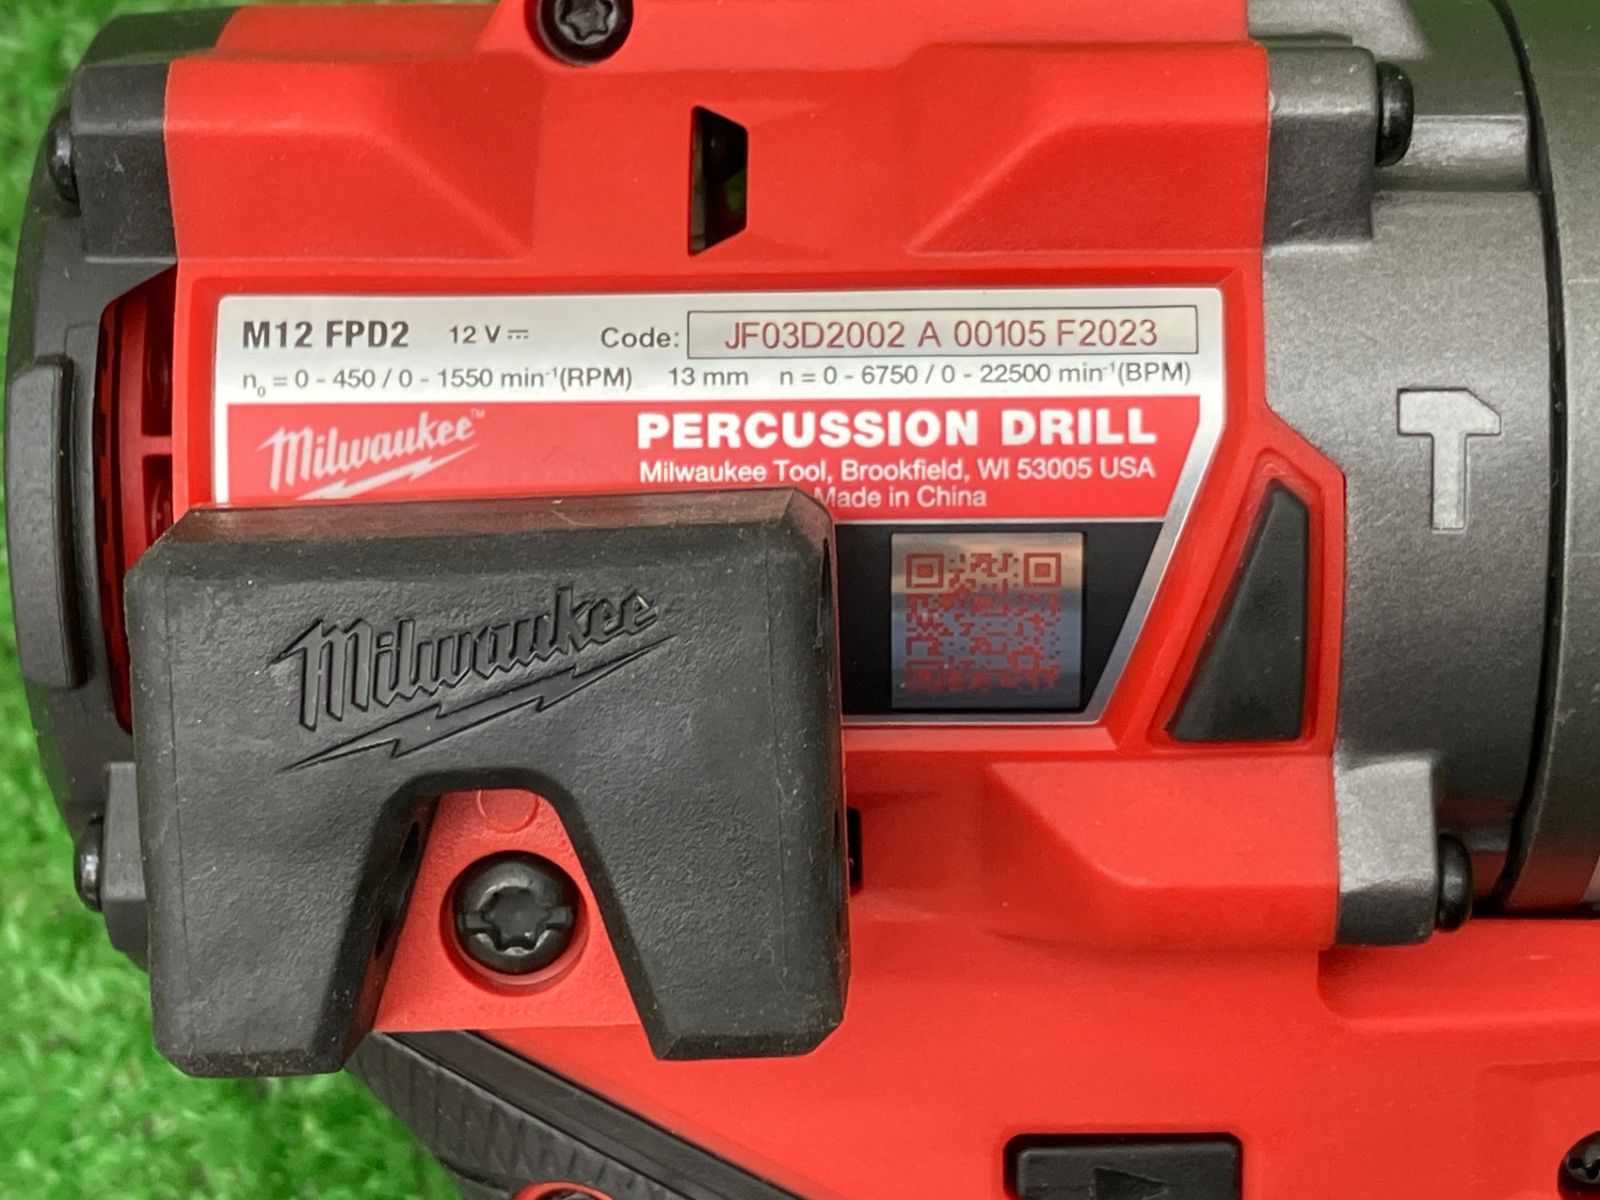 M12 FPD2 12 V Code: JF03D2002 A 00105 F2023
n₀ = 0 - 450 / 0 - 1550 min⁻¹(RPM) 13 mm n = 0 - 6750 / 0 - 22500 min⁻¹(BPM)
Milwaukee™
PERCUSSION DRILL
Milwaukee Tool, Brookfield, WI 53005 USA
Made in China
Milwaukee